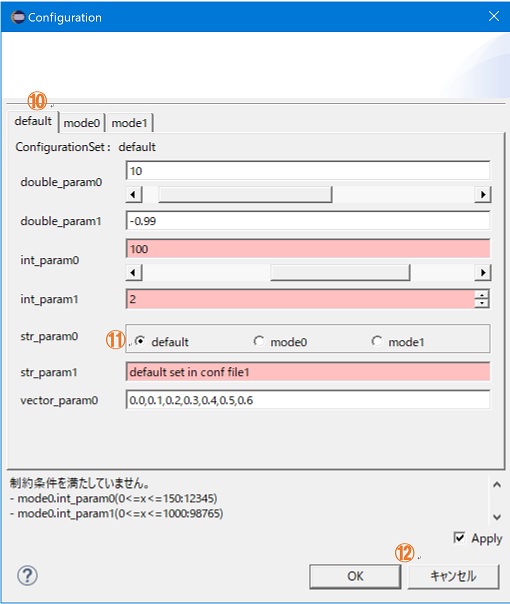 Configuration
⑩
default mode0 mode1
ConfigurationSet : default
double_param0 10
double_param1 -0.99
int_param0 100
int_param1 2
str_param0 ⑪ default mode0 mode1
str_param1 default set in conf file1
vector_param0 0.0,0.1,0.2,0.3,0.4,0.5,0.6
制約条件を満たしていません。
- mode0.int_param0(0<=x<=150:12345)
- mode0.int_param1(0<=x<=1000:98765)
Apply
⑫
? OK キャンセル